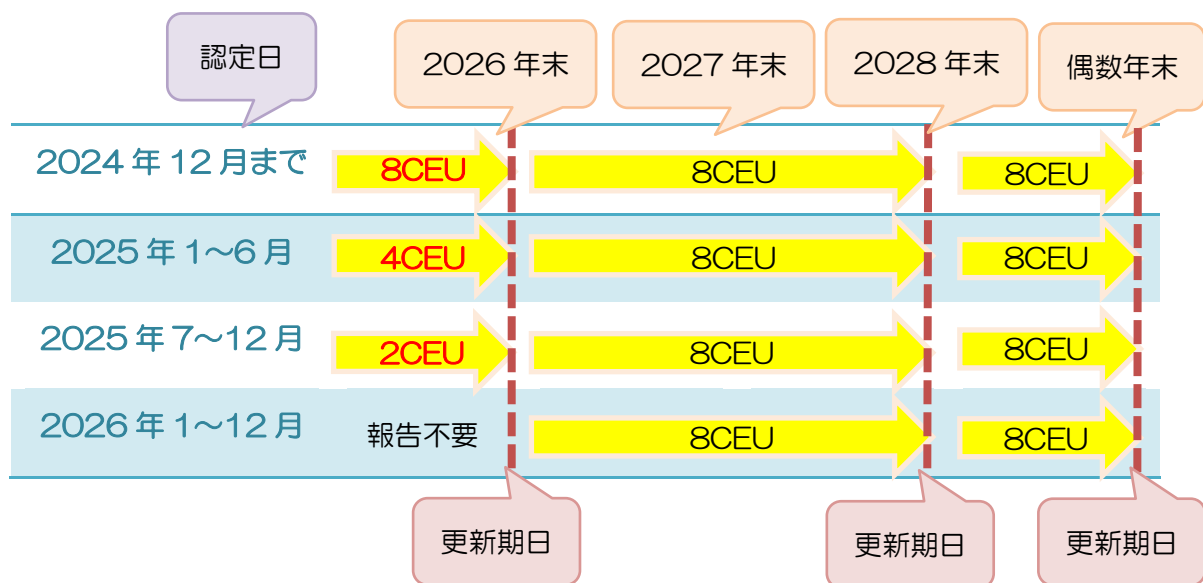 認定日
2026 年末
2027 年末
2028 年末
偶数年末
2024 年 12 月まで
8CEU
8CEU
8CEU
2025 年 1～6 月
4CEU
8CEU
8CEU
2025 年 7～12 月
2CEU
8CEU
8CEU
2026 年 1～12 月
報告不要
8CEU
8CEU
更新期日
更新期日
更新期日